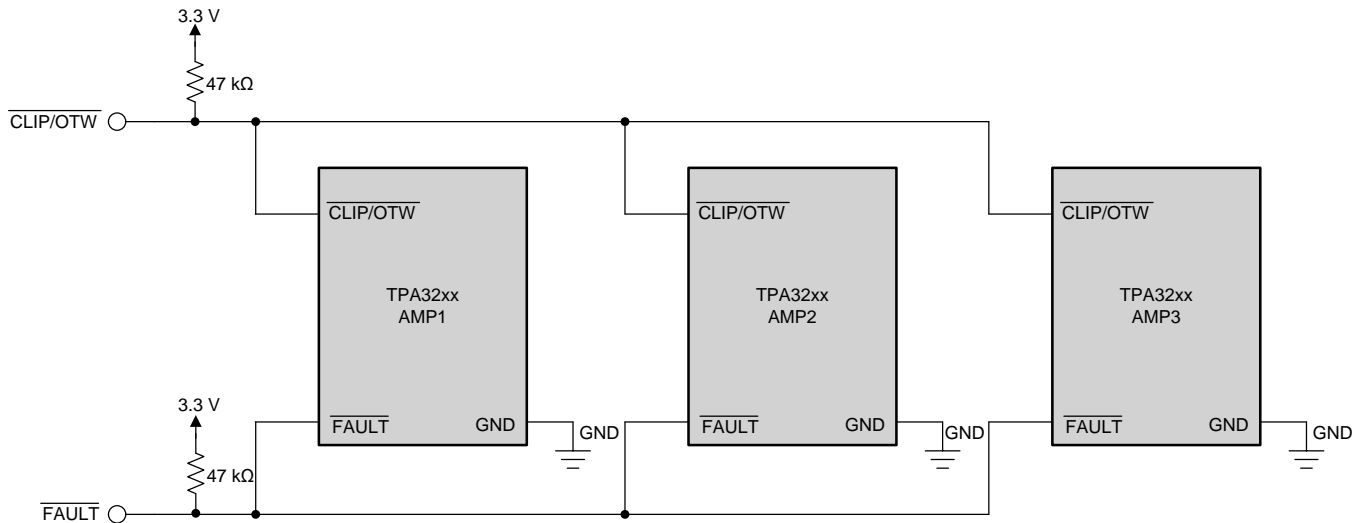 3.3 V
47 kΩ
CLIP/OTW
CLIP/OTW
CLIP/OTW
CLIP/OTW
TPA32xx
AMP1
TPA32xx
AMP2
TPA32xx
AMP3
3.3 V
FAULT
GND
GND
FAULT
GND
GND
FAULT
GND
GND
47 kΩ
FAULT